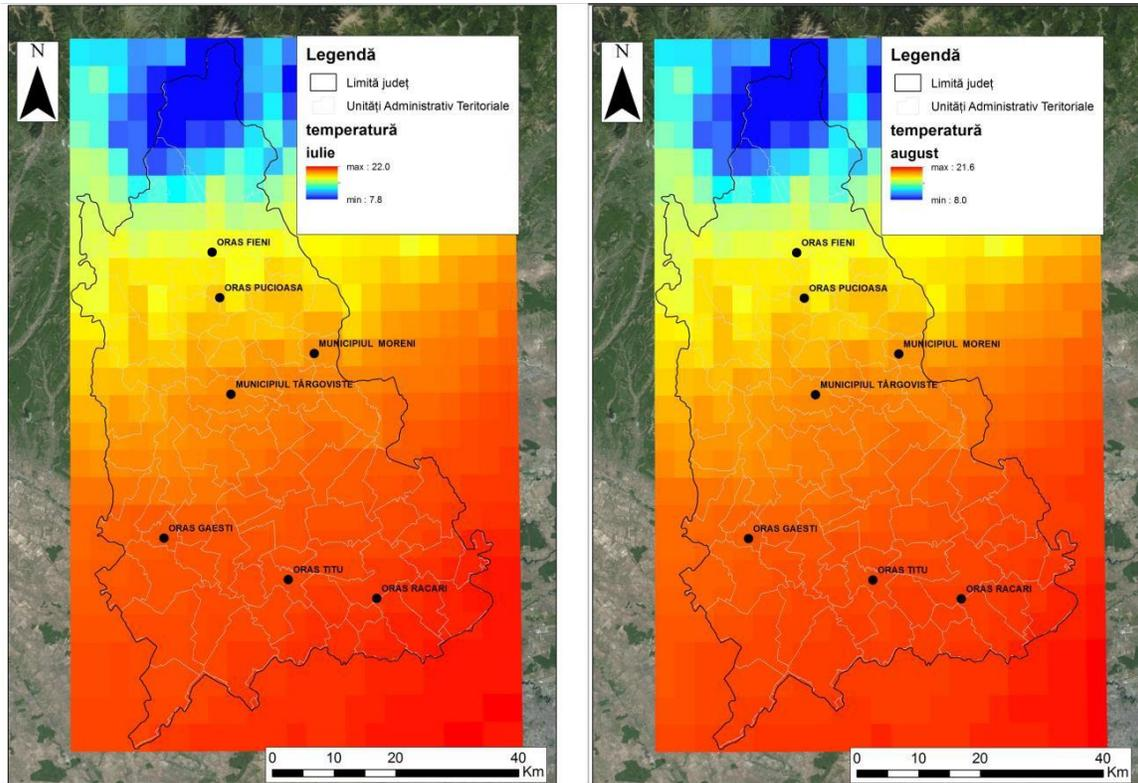 N
Legendă
Limită județ
Unități Administrativ Teritoriale
temperatură
iulie
max : 22.0
min : 7.8
ORAS FIENI
ORAS PUCIOASA
MUNICIPIUL MORENI
MUNICIPIUL TÂRGOVISTE
ORAS GAESTI
ORAS TITU
ORAS RACARI
0 10 20 40
Km
N
Legendă
Limită județ
Unități Administrativ Teritoriale
temperatură
august
max : 21.6
min : 8.0
ORAS FIENI
ORAS PUCIOASA
MUNICIPIUL MORENI
MUNICIPIUL TÂRGOVISTE
ORAS GAESTI
ORAS TITU
ORAS RACARI
0 10 20 40
Km